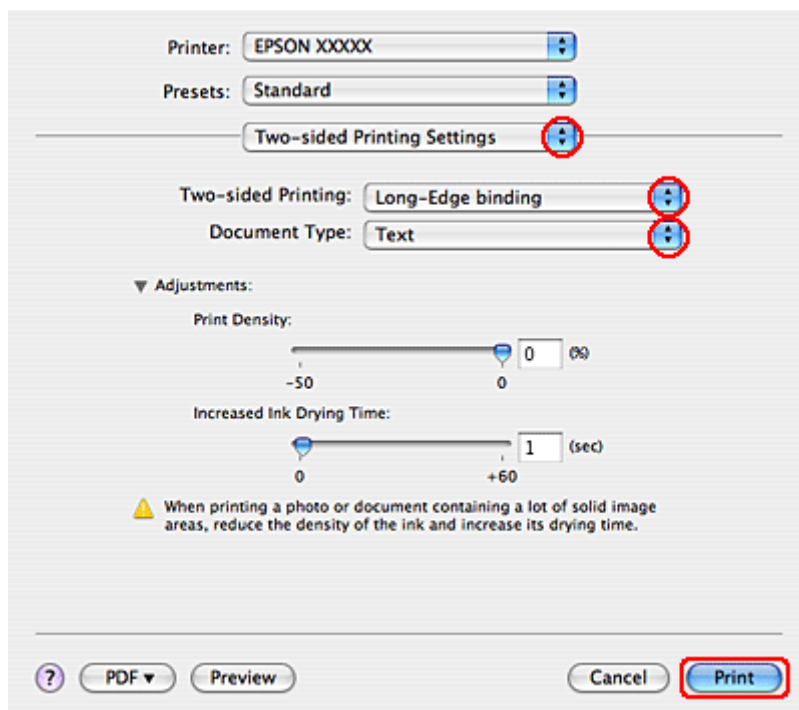 Printer: EPSON XXXXX
Presets: Standard
Two-sided Printing Settings
Two-sided Printing: Long-Edge binding
Document Type: Text
▼ Adjustments:
Print Density:
0 (%)
-50 0
Increased Ink Drying Time:
1 (sec)
0 +60
When printing a photo or document containing a lot of solid image
areas, reduce the density of the ink and increase its drying time.
? PDF ▼ Preview Cancel Print